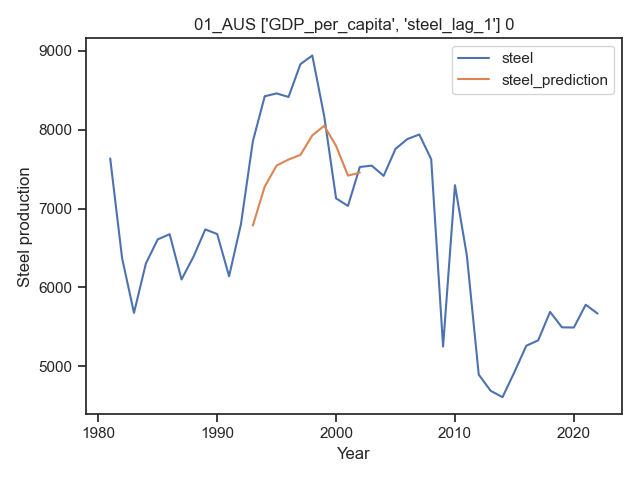 01_AUS ['GDP_per_capita', 'steel_lag_1'] 0
steel
steel_prediction
Steel production
9000
8000
7000
6000
5000
1980
1990
2000
2010
2020
Year